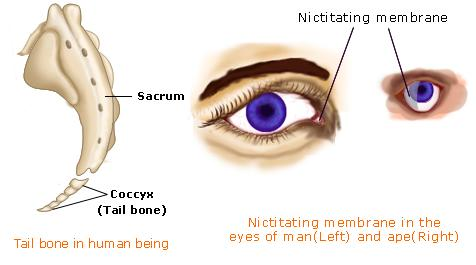 Nictitating membrane
Sacrum
Coccyx
(Tail bone)
Tail bone in human being
Nictitating membrane in the
eyes of man(Left) and ape(Right)